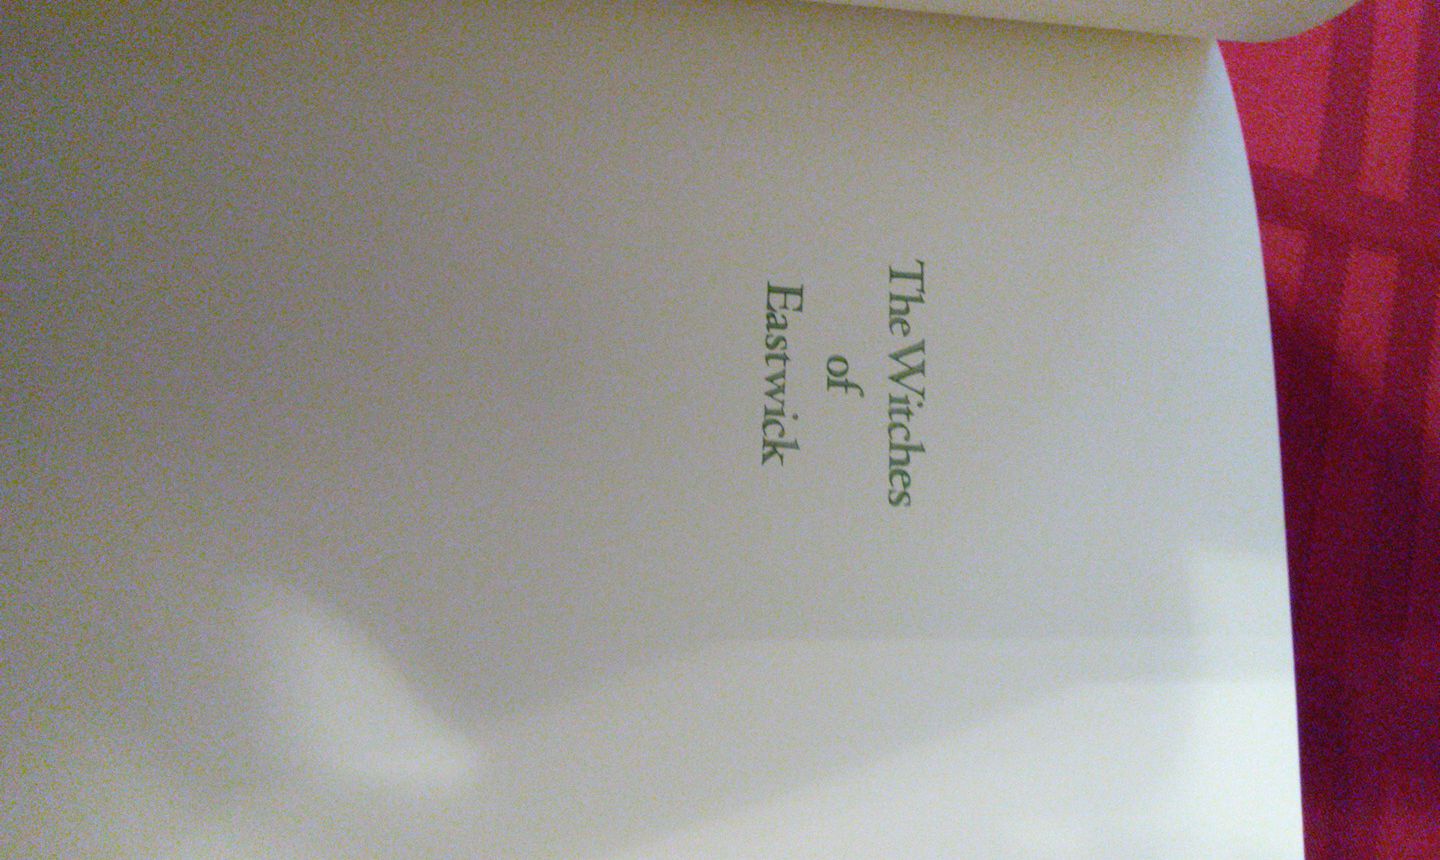 The Witches
of
Eastwick